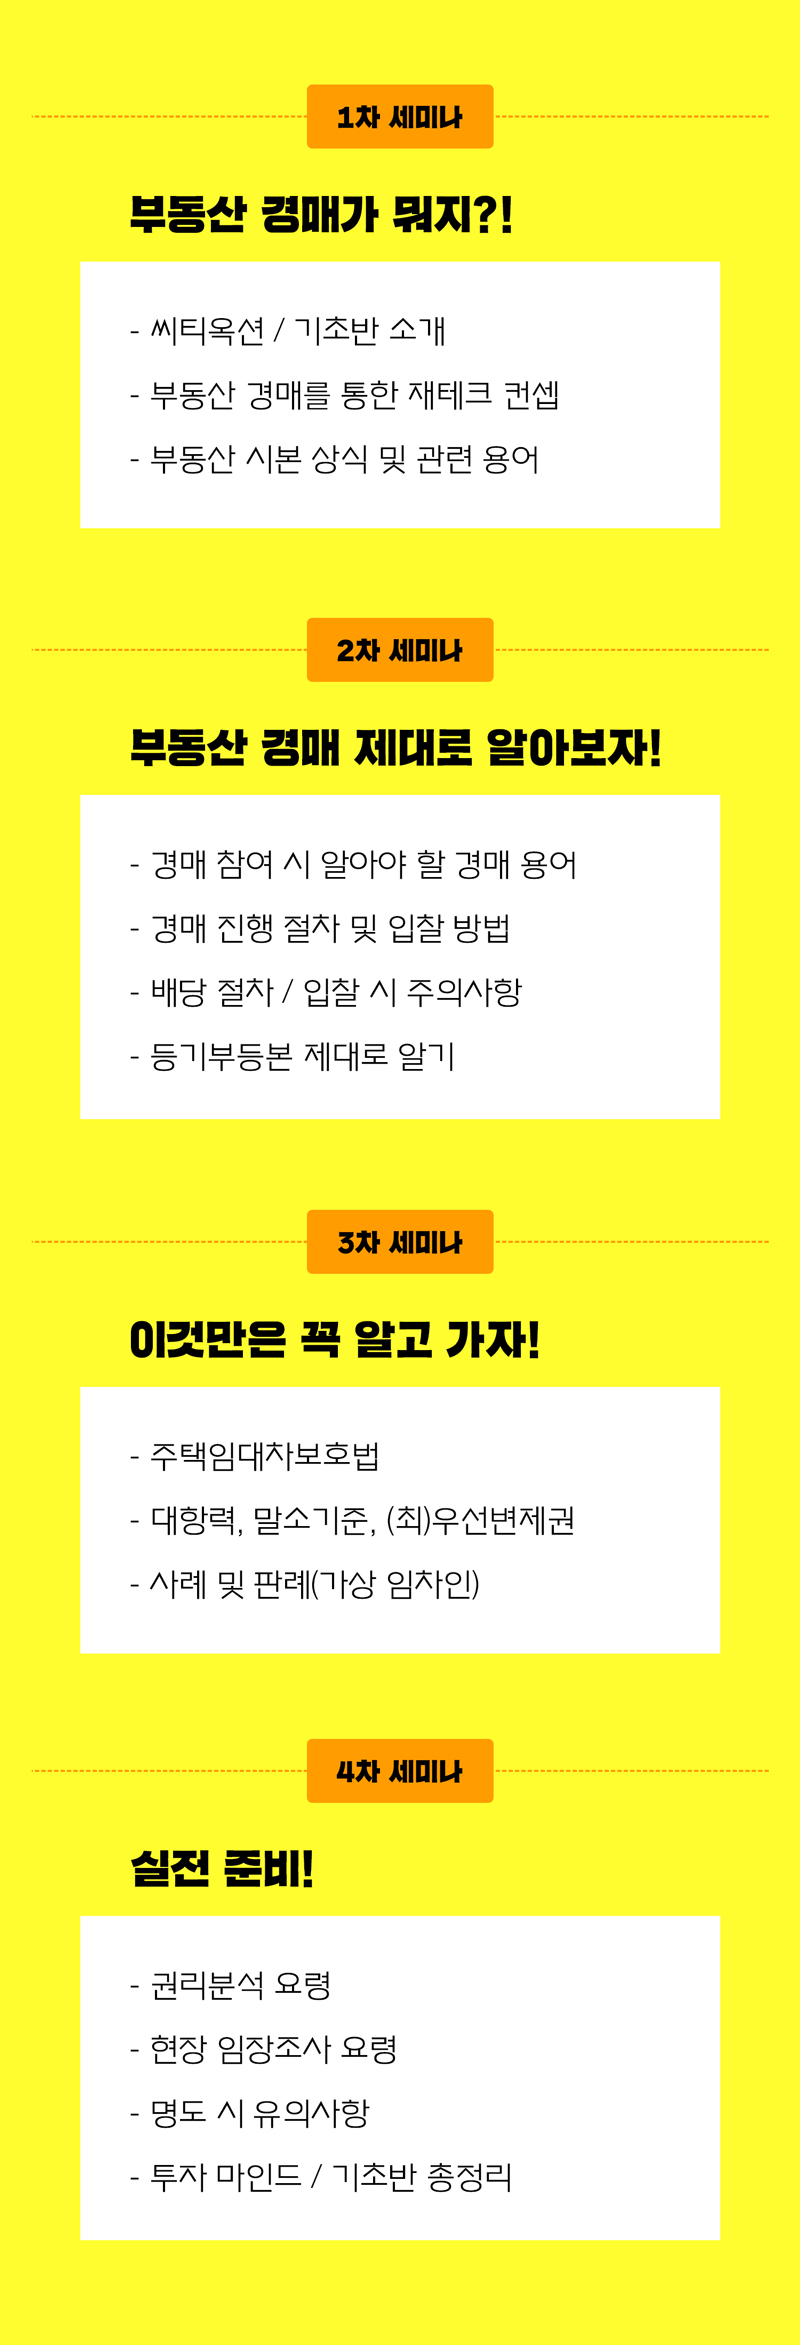 1차 세미나
부동산 경매가 뭐지?!
- 씨티옥션 / 기초반 소개
- 부동산 경매를 통한 재테크 컨셉
- 부동산 시본 상식 및 관련 용어
2차 세미나
부동산 경매 제대로 알아보자!
- 경매 참여 시 알아야 할 경매 용어
- 경매 진행 절차 및 입찰 방법
- 배당 절차 / 입찰 시 주의사항
- 등기부등본 제대로 알기
3차 세미나
이것만은 꼭 알고 가자!
- 주택임대차보호법
- 대항력, 말소기준, (최)우선변제권
- 사례 및 판례(가상 임차인)
4차 세미나
실전 준비!
- 권리분석 요령
- 현장 임장조사 요령
- 명도 시 유의사항
- 투자 마인드 / 기초반 총정리